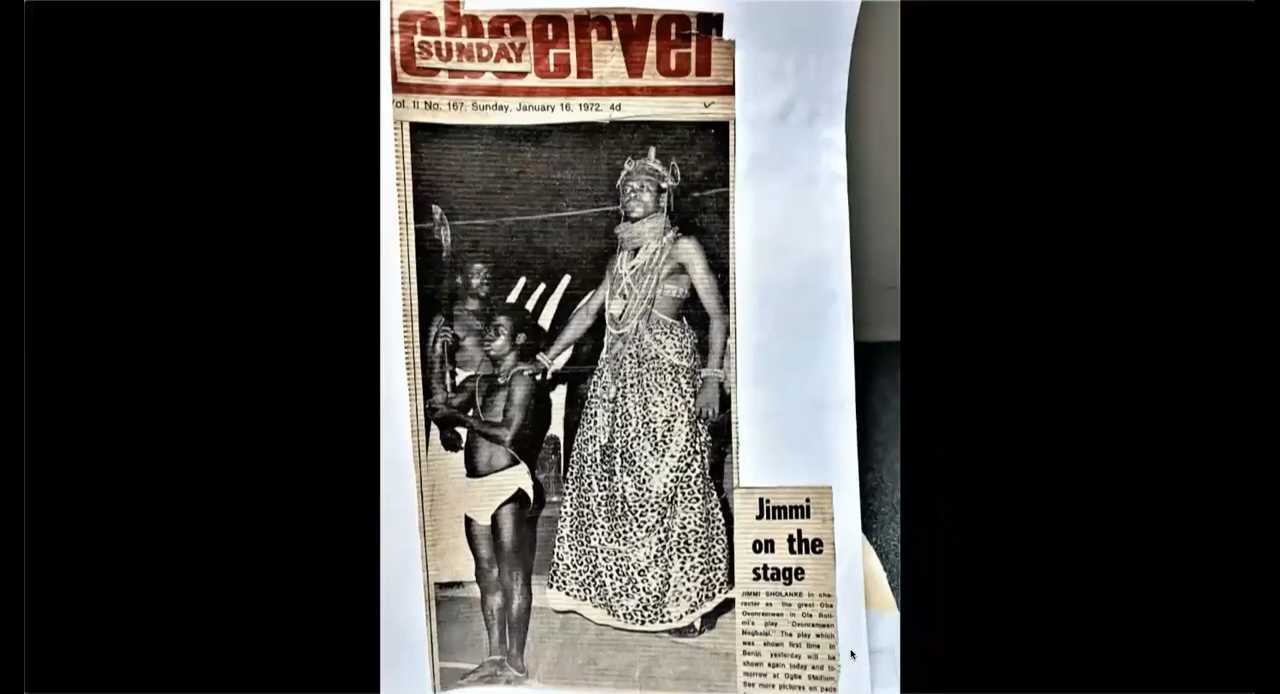 observer
SUNDAY
ol. II No. 167. Sunday, January 16, 1972. 4d
Jimmi
on the
stage
JIMMI SHOLANKE in cha-
racter as the great Oba
Ovonramwen in Ola Roti-
mi's play "Ovonramwen
Nogbaisi." The play which
was shown first time in
Benin yesterday will be
shown again today and to-
morrow at Ogbe Stadium.
See more pictures on page